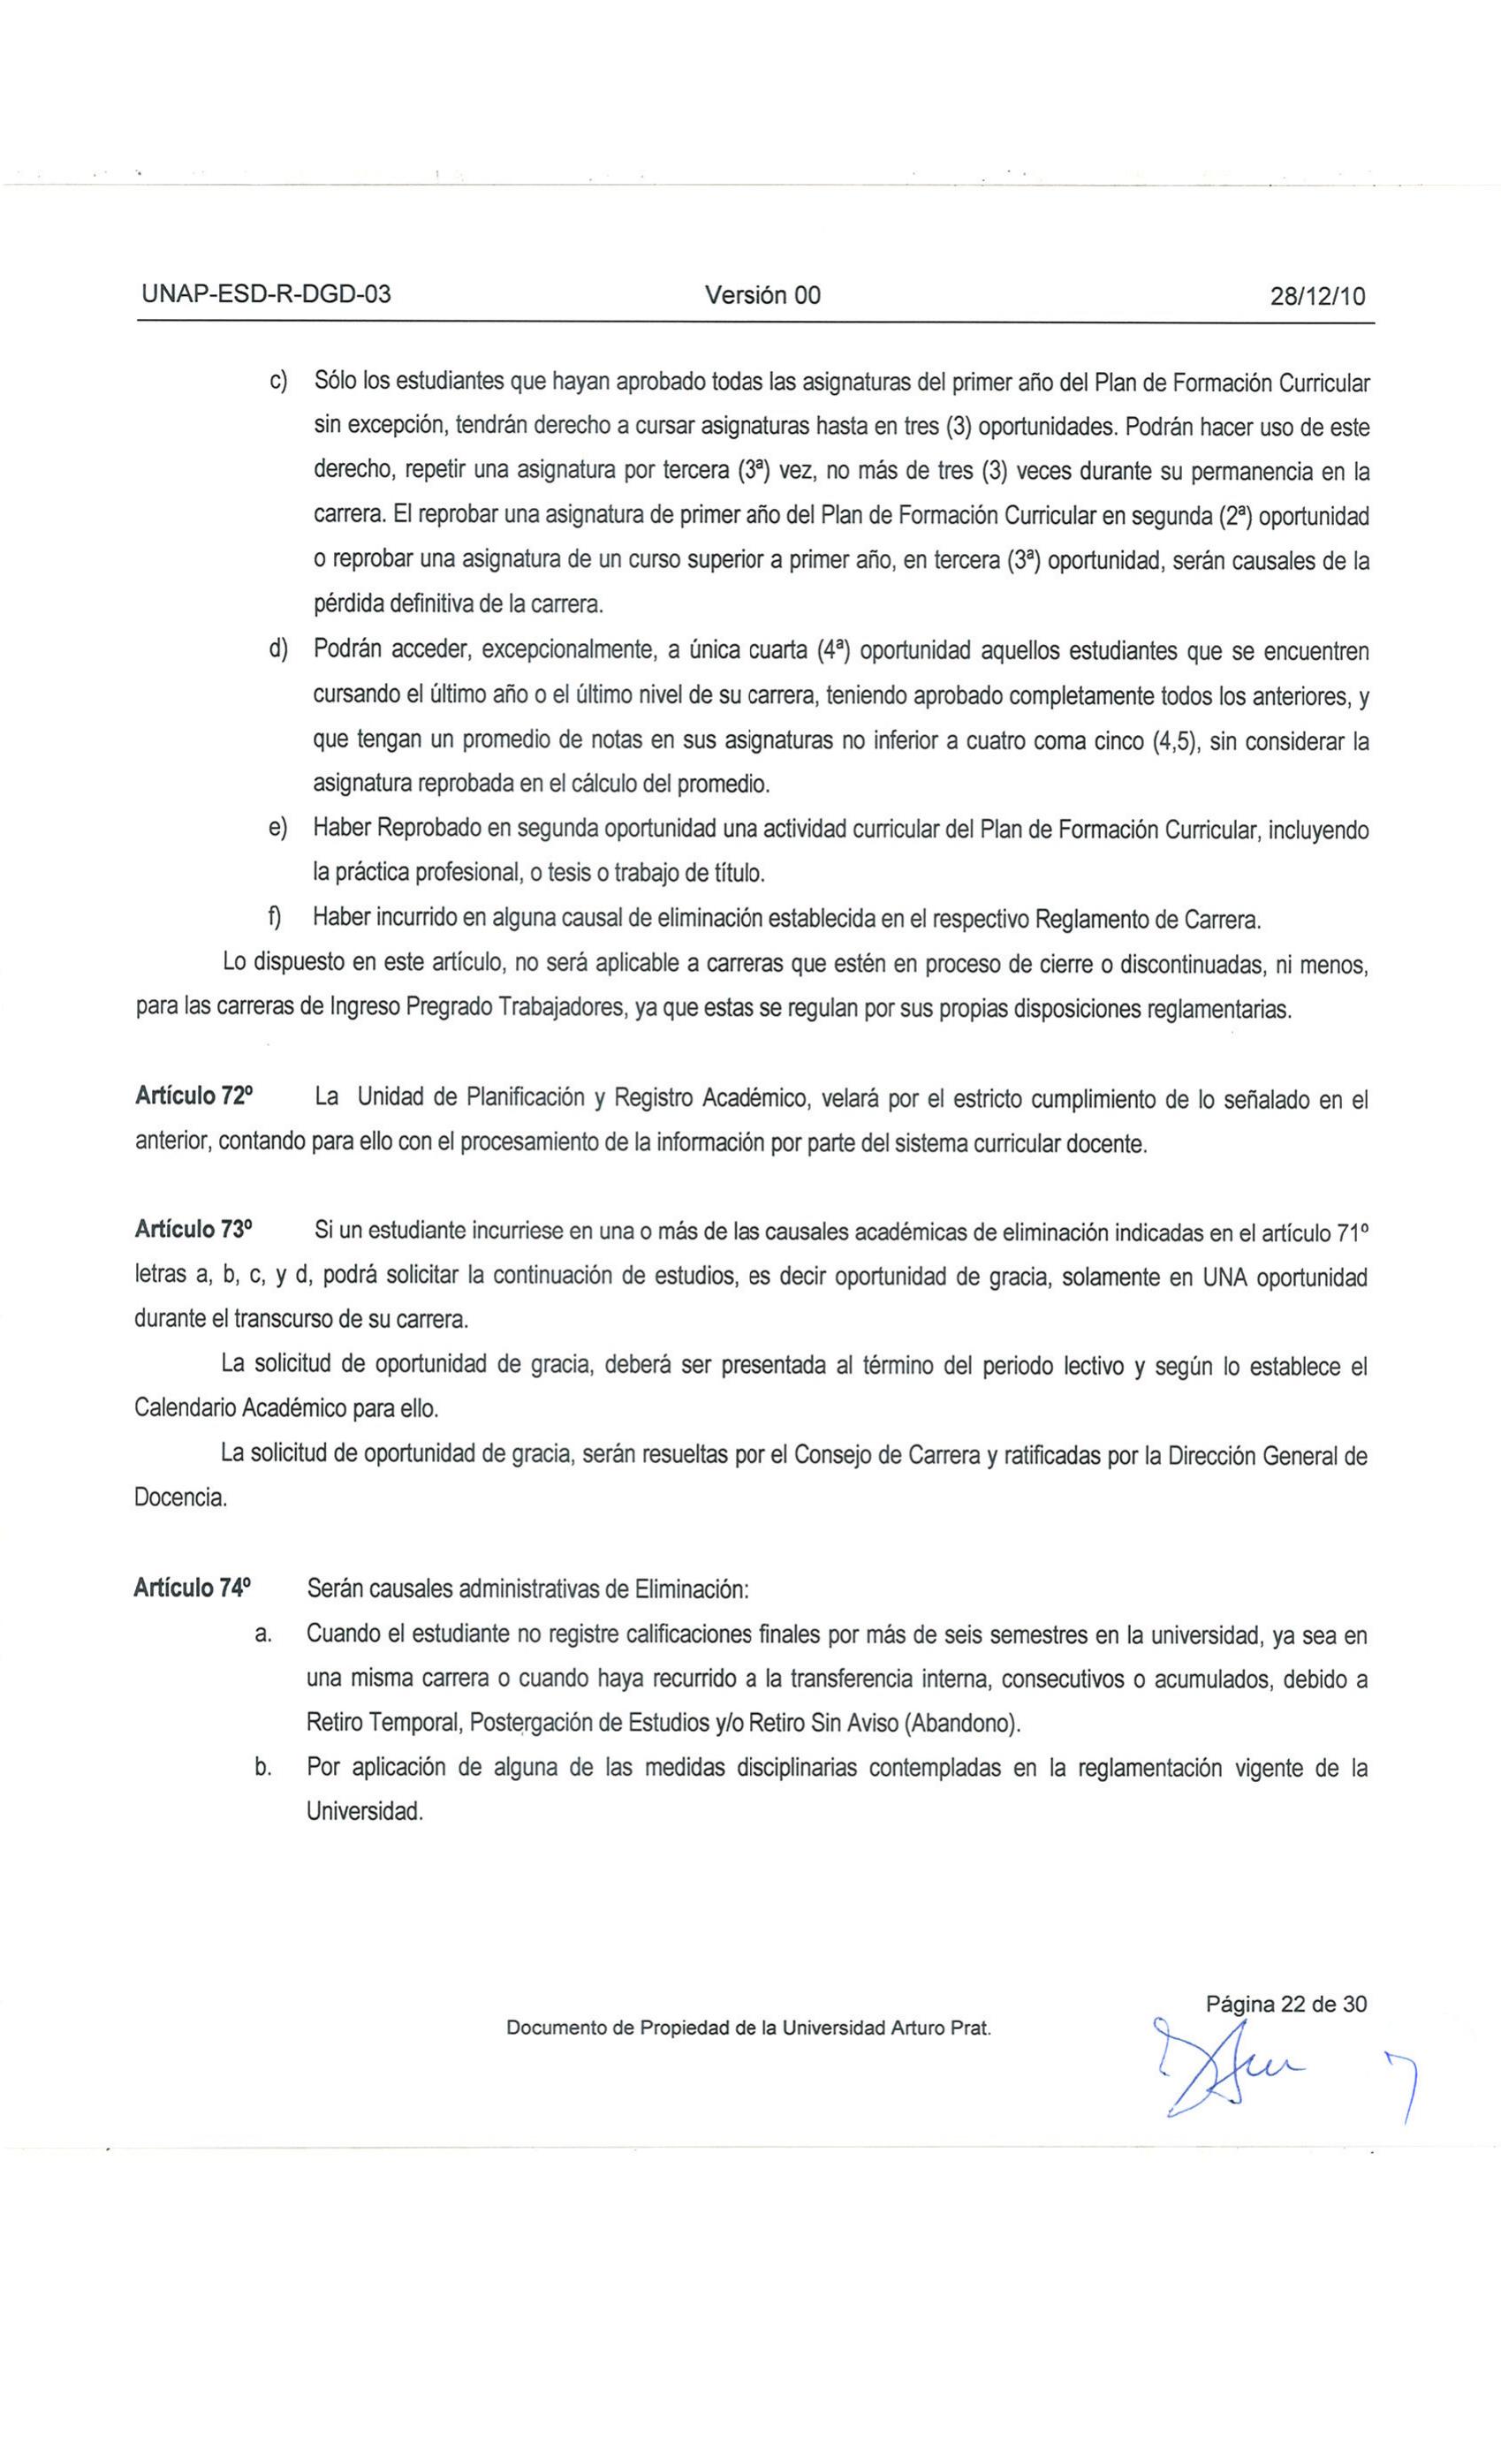 UNAP-ESD-R-DGD-03 Versión 00 28/12/10
c) Sólo los estudiantes que hayan aprobado todas las asignaturas del primer año del Plan de Formación Curricular
sin excepción, tendrán derecho a cursar asignaturas hasta en tres (3) oportunidades. Podrán hacer uso de este
derecho, repetir una asignatura por tercera (3ª) vez, no más de tres (3) veces durante su permanencia en la
carrera. El reprobar una asignatura de primer año del Plan de Formación Curricular en segunda (2ª) oportunidad
o reprobar una asignatura de un curso superior a primer año, en tercera (3ª) oportunidad, serán causales de la
pérdida definitiva de la carrera.
d) Podrán acceder, excepcionalmente, a única cuarta (4ª) oportunidad aquellos estudiantes que se encuentren
cursando el último año o el último nivel de su carrera, teniendo aprobado completamente todos los anteriores, y
que tengan un promedio de notas en sus asignaturas no inferior a cuatro coma cinco (4,5), sin considerar la
asignatura reprobada en el cálculo del promedio.
e) Haber Reprobado en segunda oportunidad una actividad curricular del Plan de Formación Curricular, incluyendo
la práctica profesional, o tesis o trabajo de título.
f) Haber incurrido en alguna causal de eliminación establecida en el respectivo Reglamento de Carrera.
Lo dispuesto en este artículo, no será aplicable a carreras que estén en proceso de cierre o discontinuadas, ni menos,
para las carreras de Ingreso Pregrado Trabajadores, ya que estas se regulan por sus propias disposiciones reglamentarias.
Artículo 72º La Unidad de Planificación y Registro Académico, velará por el estricto cumplimiento de lo señalado en el
anterior, contando para ello con el procesamiento de la información por parte del sistema curricular docente.
Artículo 73º Si un estudiante incurriese en una o más de las causales académicas de eliminación indicadas en el artículo 71º
letras a, b, c, y d, podrá solicitar la continuación de estudios, es decir oportunidad de gracia, solamente en UNA oportunidad
durante el transcurso de su carrera.
La solicitud de oportunidad de gracia, deberá ser presentada al término del periodo lectivo y según lo establece el
Calendario Académico para ello.
La solicitud de oportunidad de gracia, serán resueltas por el Consejo de Carrera y ratificadas por la Dirección General de
Docencia.
Artículo 74º Serán causales administrativas de Eliminación:
a. Cuando el estudiante no registre calificaciones finales por más de seis semestres en la universidad, ya sea en
una misma carrera o cuando haya recurrido a la transferencia interna, consecutivos o acumulados, debido a
Retiro Temporal, Postergación de Estudios y/o Retiro Sin Aviso (Abandono).
b. Por aplicación de alguna de las medidas disciplinarias contempladas en la reglamentación vigente de la
Universidad.
Página 22 de 30
Documento de Propiedad de la Universidad Arturo Prat.